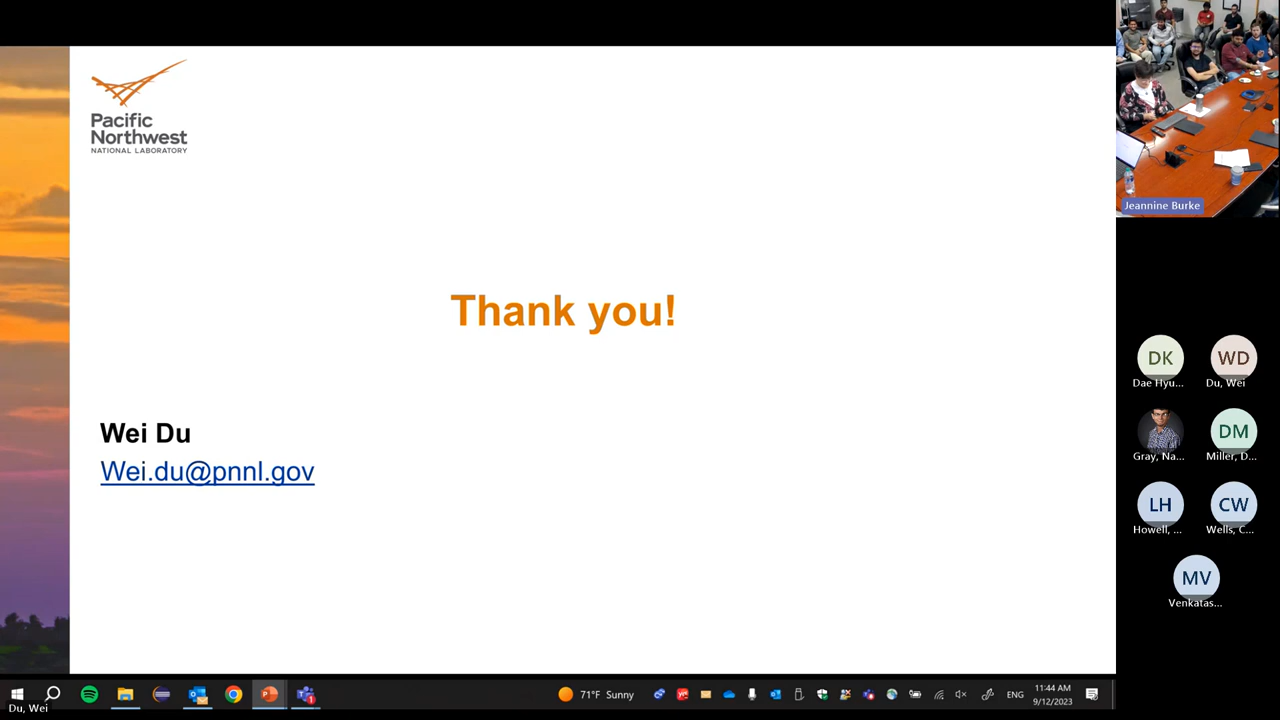 Pacific
Northwest
NATIONAL LABORATORY
Thank you!
Wei Du
Wei.du@pnnl.gov
Jeannine Burke
DK
WD
Dae Hyu...
Du, Wei
DM
Gray, Na...
Miller, D...
LH
CW
Howell, ...
Wells, C...
MV
Venkatas...
71°F Sunny
ENG
11:44 AM
9/12/2023
Du, Wei